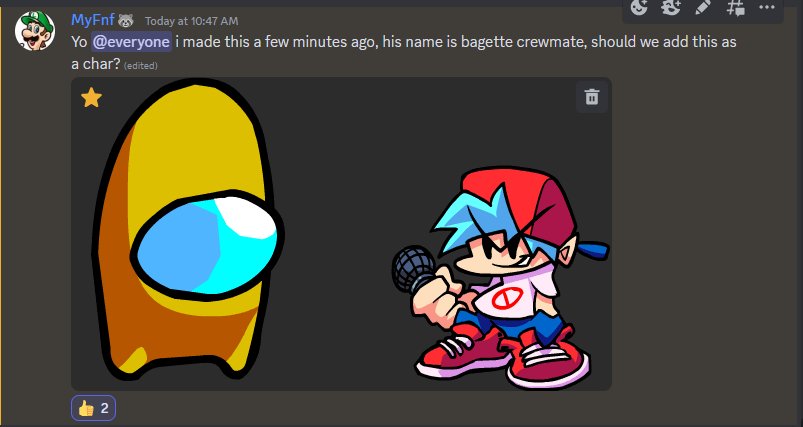 MyFnf Today at 10:47 AM
Yo @everyone i made this a few minutes ago, his name is bagette crewmate, should we add this as
a char? (edited)
2